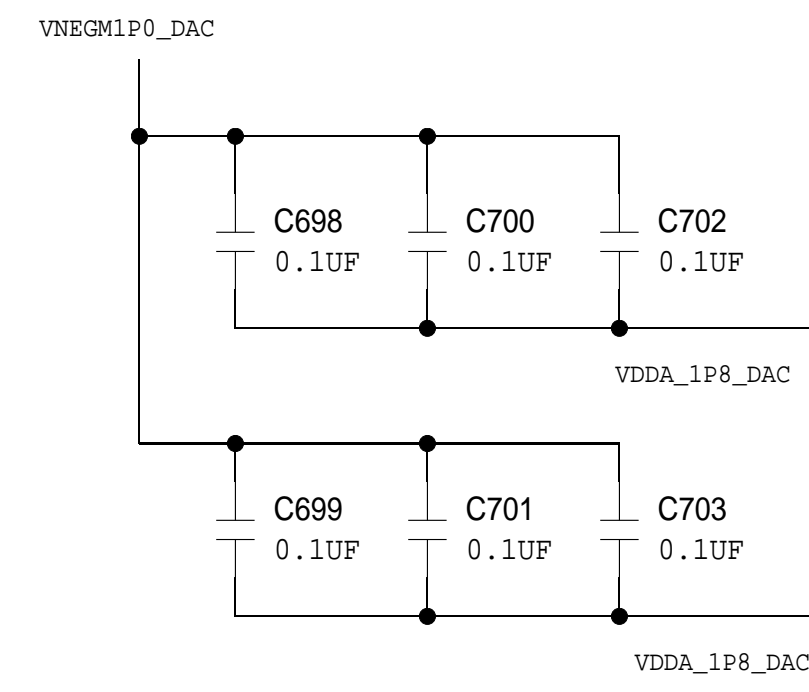 VNEGM1P0_DAC
C698 C700 C702
0.1UF 0.1UF 0.1UF
VDDA_1P8_DAC
C699 C701 C703
0.1UF 0.1UF 0.1UF
VDDA_1P8_DAC